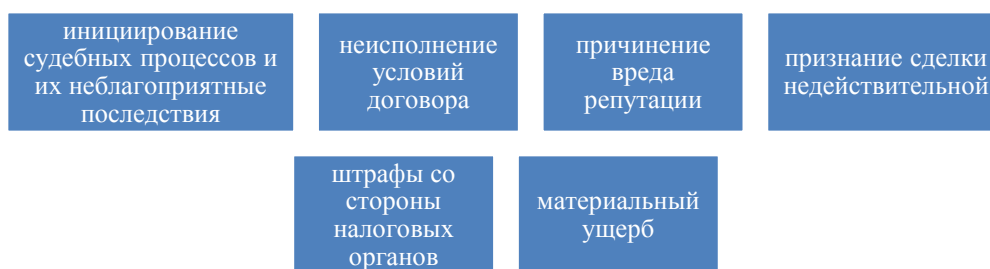 инициирование
судебных процессов и
их неблагоприятные
последствия
неисполнение
условий
договора
причинение
вреда
репутации
признание сделки
недействительной
штрафы со
стороны
налоговых
органов
материальный
ущерб